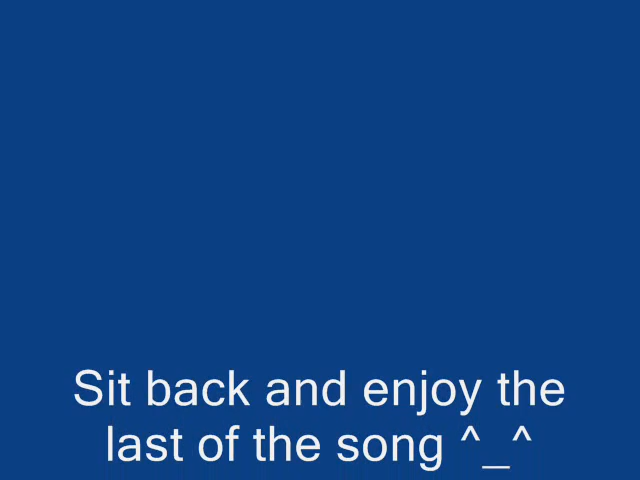 Sit back and enjoy the
last of the song ^_^